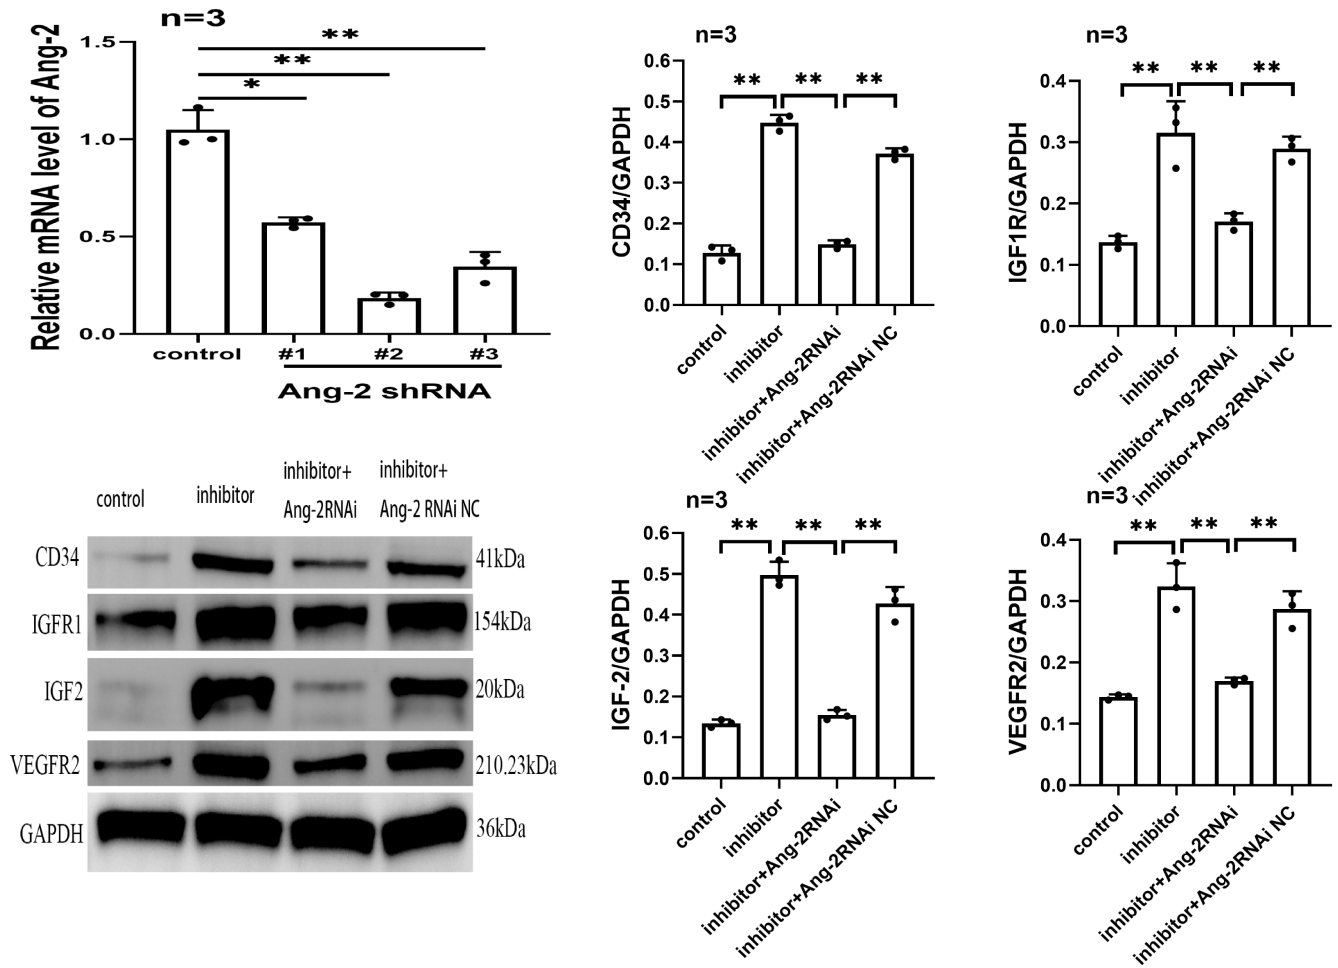 n=3
Relative mRNA level of Ang-2
1.5
1.0
0.5
0.0
**
**
*
control
#1
#2
#3
Ang-2 shRNA
n=3
CD34/GAPDH
0.6
0.5
0.4
0.3
0.2
0.1
0.0
**
**
**
control
inhibitor
inhibitor+Ang-2RNAi
inhibitor+Ang-2RNAi NC
n=3
IGF1R/GAPDH
0.4
0.3
0.2
0.1
0.0
**
**
**
control
inhibitor
inhibitor+Ang-2RNAi
inhibitor+Ang-2RNAi NC
control
inhibitor
inhibitor+
Ang-2RNAi
inhibitor+
Ang-2 RNAi NC
CD34
41kDa
IGFR1
154kDa
IGF2
20kDa
VEGFR2
210,23kDa
GAPDH
36kDa
n=3
IGF-2/GAPDH
0.6
0.5
0.4
0.3
0.2
0.1
0.0
**
**
**
control
inhibitor
inhibitor+Ang-2RNAi
inhibitor+Ang-2RNAi NC
n=3
VEGFR2/GAPDH
0.4
0.3
0.2
0.1
0.0
**
**
**
control
inhibitor
inhibitor+Ang-2RNAi
inhibitor+Ang-2RNAi NC